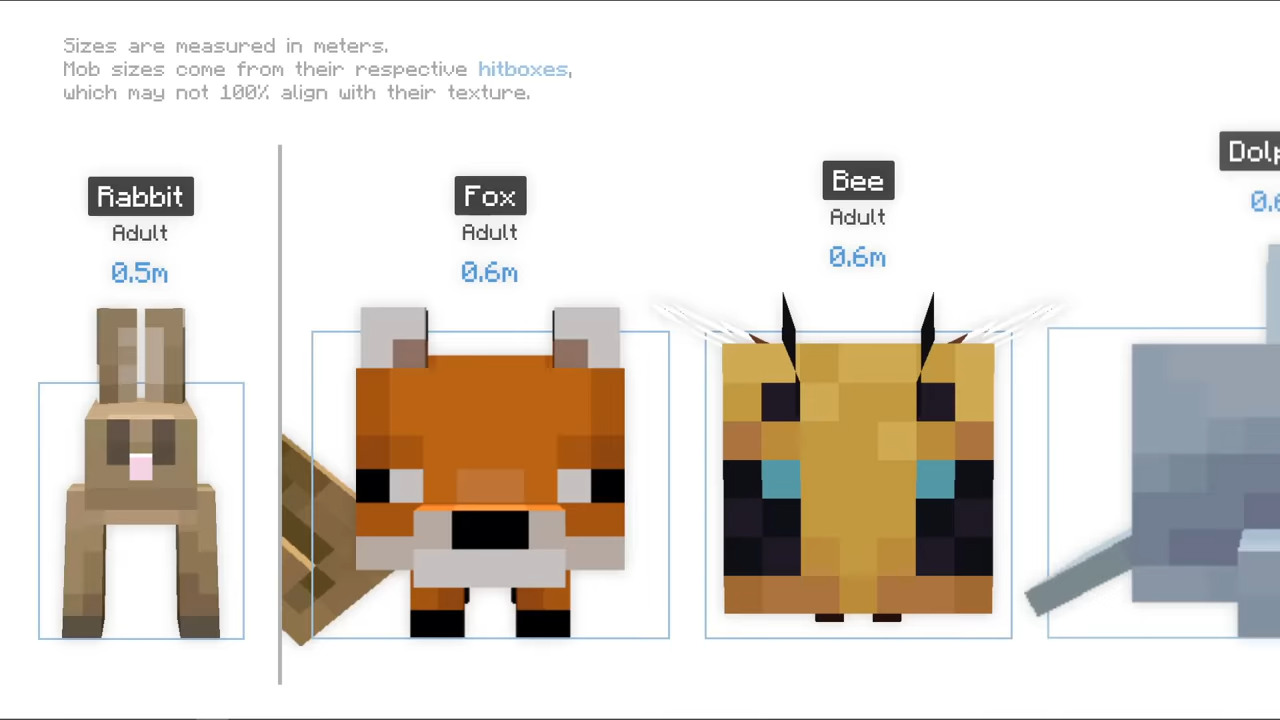 Sizes are measured in meters.
Mob sizes come from their respective hitboxes,
which may not 100% align with their texture.
Rabbit
Adult
0.5m
Fox
Adult
0.6m
Bee
Adult
0.6m